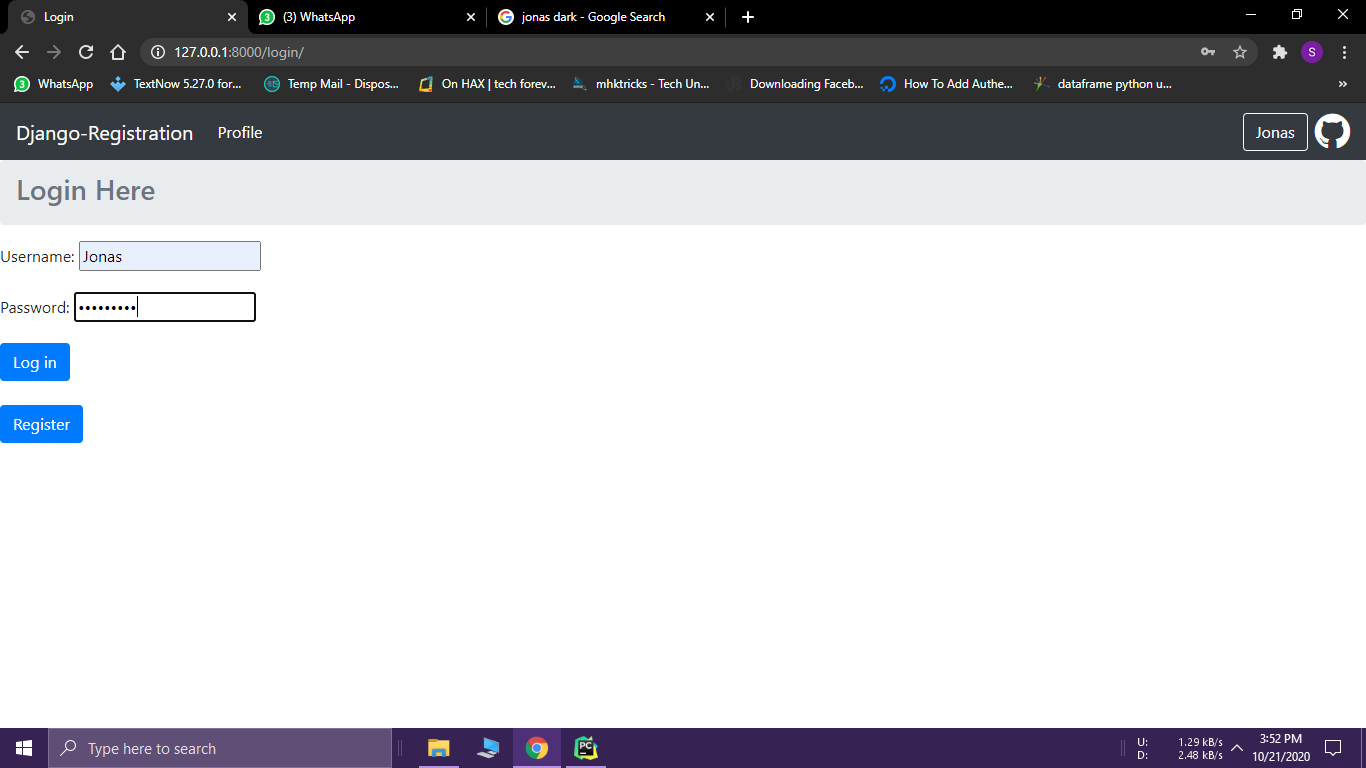 Login
3 (3) WhatsApp
jonas dark - Google Search
127.0.0.1:8000/login/
S
3 WhatsApp
TextNow 5.27.0 for...
Temp Mail - Dispos...
On HAX | tech forev...
mhktricks - Tech Un...
Downloading Faceb...
How To Add Authe...
dataframe python u...
»
Django-Registration Profile
Jonas
Login Here
Username: Jonas
Password: •••••••••
Log in
Register
Type here to search
PC
U: 1.29 kB/s
D: 2.48 kB/s
3:52 PM
10/21/2020